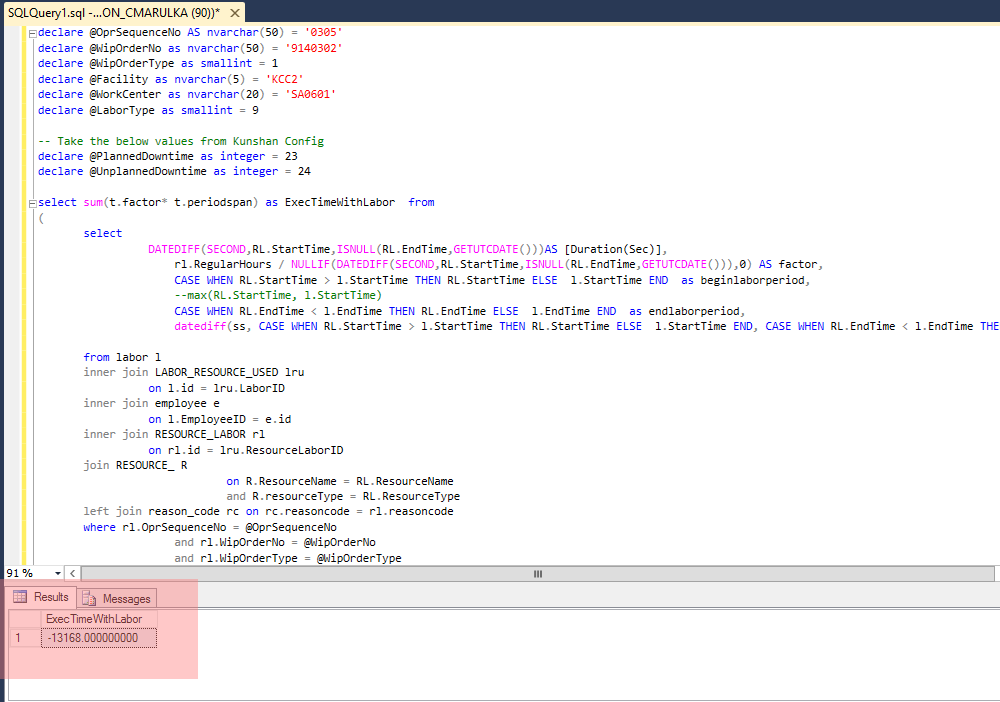 SQLQuery1.sql -...ON_CMARULKA (90))* ✕
declare @OprSequenceNo AS nvarchar(50) = '0305'
declare @WipOrderNo as nvarchar(50) = '9140302'
declare @WipOrderType as smallint = 1
declare @Facility as nvarchar(5) = 'KCC2'
declare @WorkCenter as nvarchar(20) = 'SA0601'
declare @LaborType as smallint = 9
-- Take the below values from Kunshan Config
declare @PlannedDowntime as integer = 23
declare @UnplannedDowntime as integer = 24
select sum(t.factor* t.periodspan) as ExecTimeWithLabor  from
(
select
DATEDIFF(SECOND,RL.StartTime,ISNULL(RL.EndTime,GETUTCDATE()))AS [Duration(Sec)],
rl.RegularHours / NULLIF(DATEDIFF(SECOND,RL.StartTime,ISNULL(RL.EndTime,GETUTCDATE())),0) AS factor,
CASE WHEN RL.StartTime > l.StartTime THEN RL.StartTime ELSE  l.StartTime END  as beginlaborperiod,
--max(RL.StartTime, l.StartTime)
CASE WHEN RL.EndTime < l.EndTime THEN RL.EndTime ELSE  l.EndTime END  as endlaborperiod,
datediff(ss, CASE WHEN RL.StartTime > l.StartTime THEN RL.StartTime ELSE  l.StartTime END, CASE WHEN RL.EndTime < l.EndTime THE
from labor l
inner join LABOR_RESOURCE_USED lru
on l.id = lru.LaborID
inner join employee e
on l.EmployeeID = e.id
inner join RESOURCE_LABOR rl
on rl.id = lru.ResourceLaborID
join RESOURCE_ R
on R.ResourceName = RL.ResourceName
and R.resourceType = RL.ResourceType
left join reason_code rc on rc.reasoncode = rl.reasoncode
where rl.OprSequenceNo = @OprSequenceNo
and rl.WipOrderNo = @WipOrderNo
and rl.WipOrderType = @WipOrderType
91 %
Results Messages
ExecTimeWithLabor
1 -13168.000000000